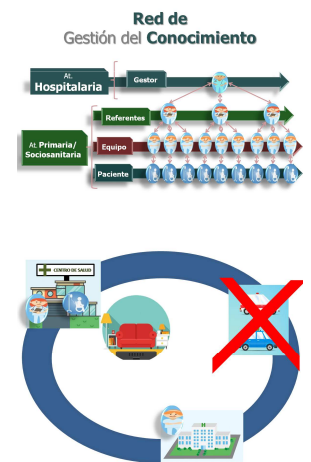 Red de
Gestión del Conocimiento
At.
Hospitalaria
Gestor
Referentes
At. Primaria/
Sociosanitaria
Equipo
Paciente
CENTRO DE SALUD
H